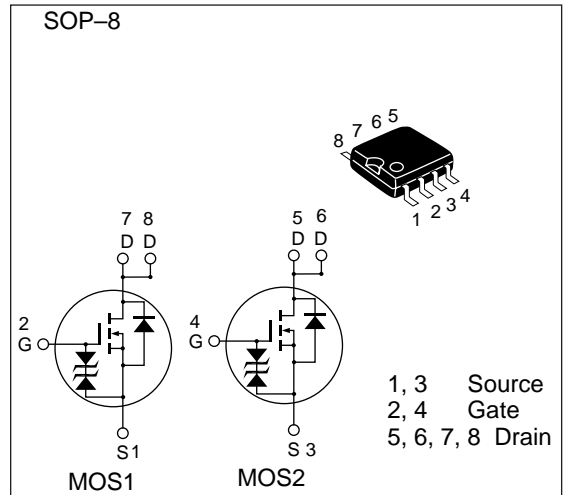 SOP–8
7 6 5
8
4
3
2
1
7 8
D D
5 6
D D
2
G
4
G
S 1
S 3
MOS1
MOS2
1, 3 Source
2, 4 Gate
5, 6, 7, 8 Drain